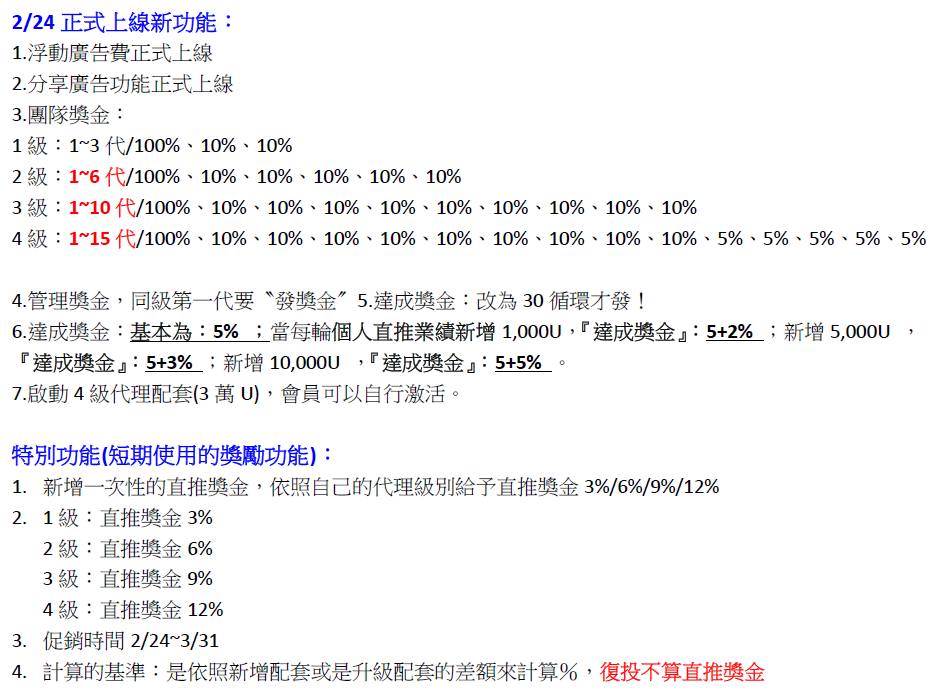 2/24 正式上線新功能：
1.浮動廣告費正式上線
2.分享廣告功能正式上線
3.團隊獎金：
1 級：1~3 代/100%、10%、10%
2 級：1~6 代/100%、10%、10%、10%、10%、10%
3 級：1~10 代/100%、10%、10%、10%、10%、10%、10%、10%、10%、10%
4 級：1~15 代/100%、10%、10%、10%、10%、10%、10%、10%、10%、10%、5%、5%、5%、5%、5%
4.管理獎金，同級第一代要〝發獎金〞5.達成獎金：改為 30 循環才發！
6.達成獎金：基本為：5% ；當每輪個人直推業績新增 1,000U，『達成獎金』：5+2% ；新增 5,000U ，
『達成獎金』：5+3% ；新增 10,000U ，『達成獎金』：5+5% 。
7.啟動 4 級代理配套(3 萬 U)，會員可以自行激活。
特別功能(短期使用的獎勵功能)：
1. 新增一次性的直推獎金，依照自己的代理級別給予直推獎金 3%/6%/9%/12%
2. 1 級：直推獎金 3%
2 級：直推獎金 6%
3 級：直推獎金 9%
4 級：直推獎金 12%
3. 促銷時間 2/24~3/31
4. 計算的基準：是依照新增配套或是升級配套的差額來計算％，復投不算直推獎金